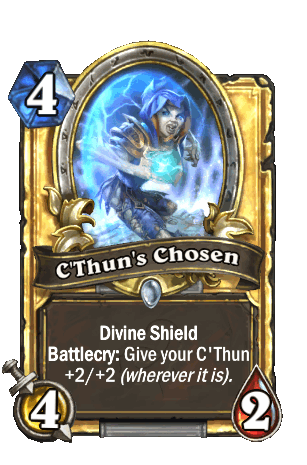 4
C'Thun's Chosen
Divine Shield
Battlecry: Give your C'Thun
+2/+2 (wherever it is).
4
2